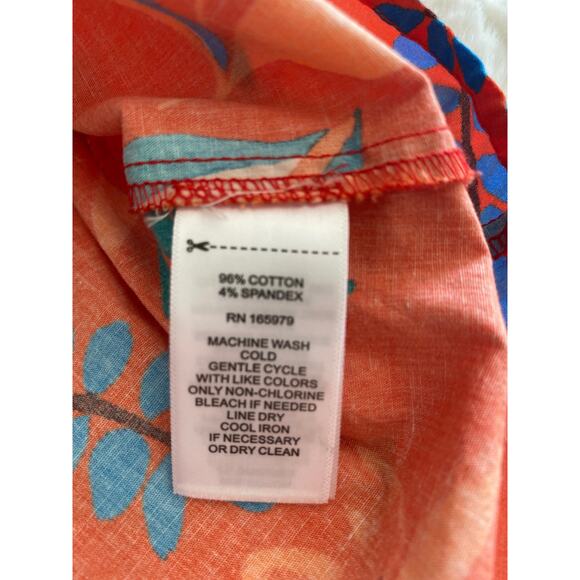 96% COTTON
4% SPANDEX
RN 165979
MACHINE WASH
COLD
GENTLE CYCLE
WITH LIKE COLORS
ONLY NON-CHLORINE
BLEACH IF NEEDED
LINE DRY
COOL IRON
IF NECESSARY
OR DRY CLEAN